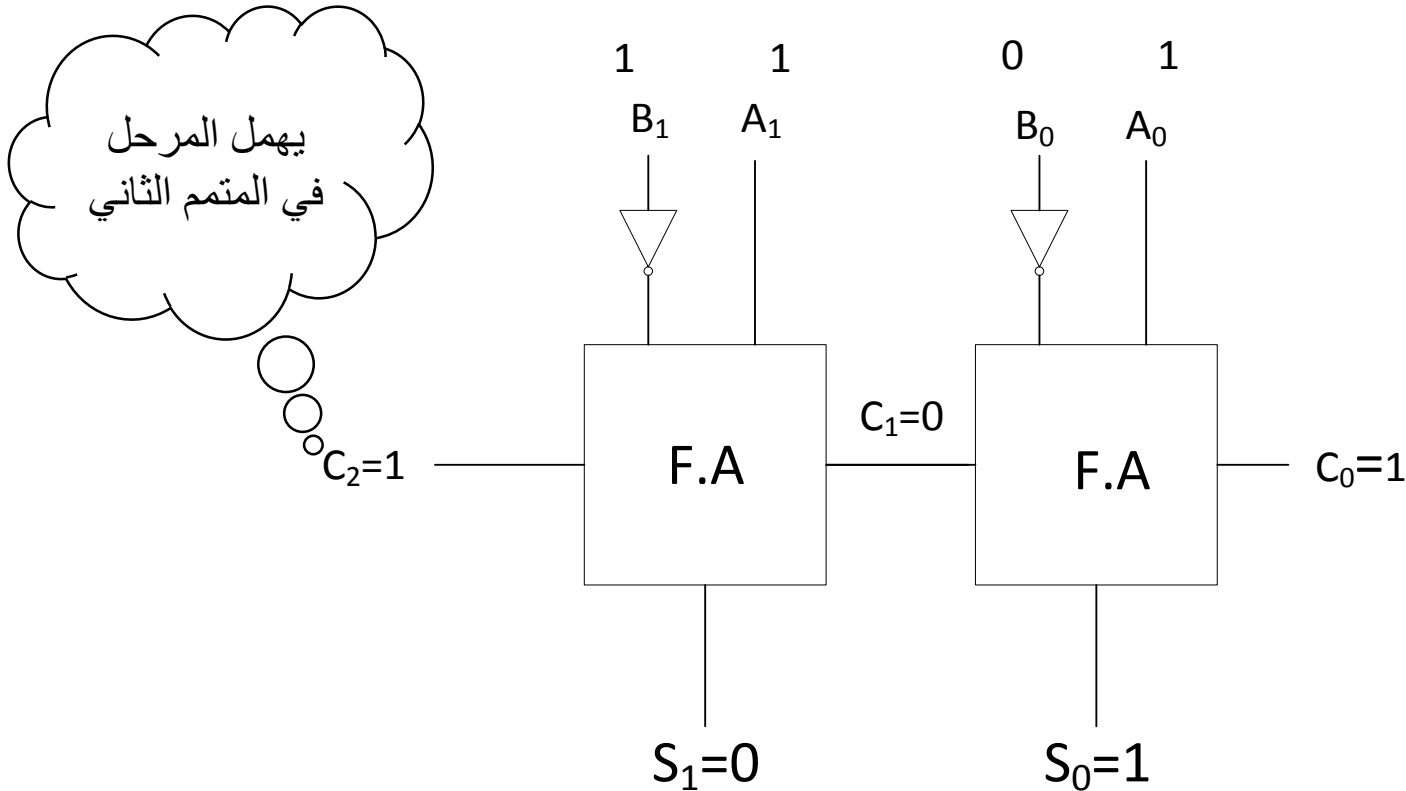 1 1 0 1
B₁ A₁ B₀ A₀
يهمل المرحل
في المتمم الثاني
C₁=0
C₂=1 F.A F.A C₀=1
S₁=0 S₀=1